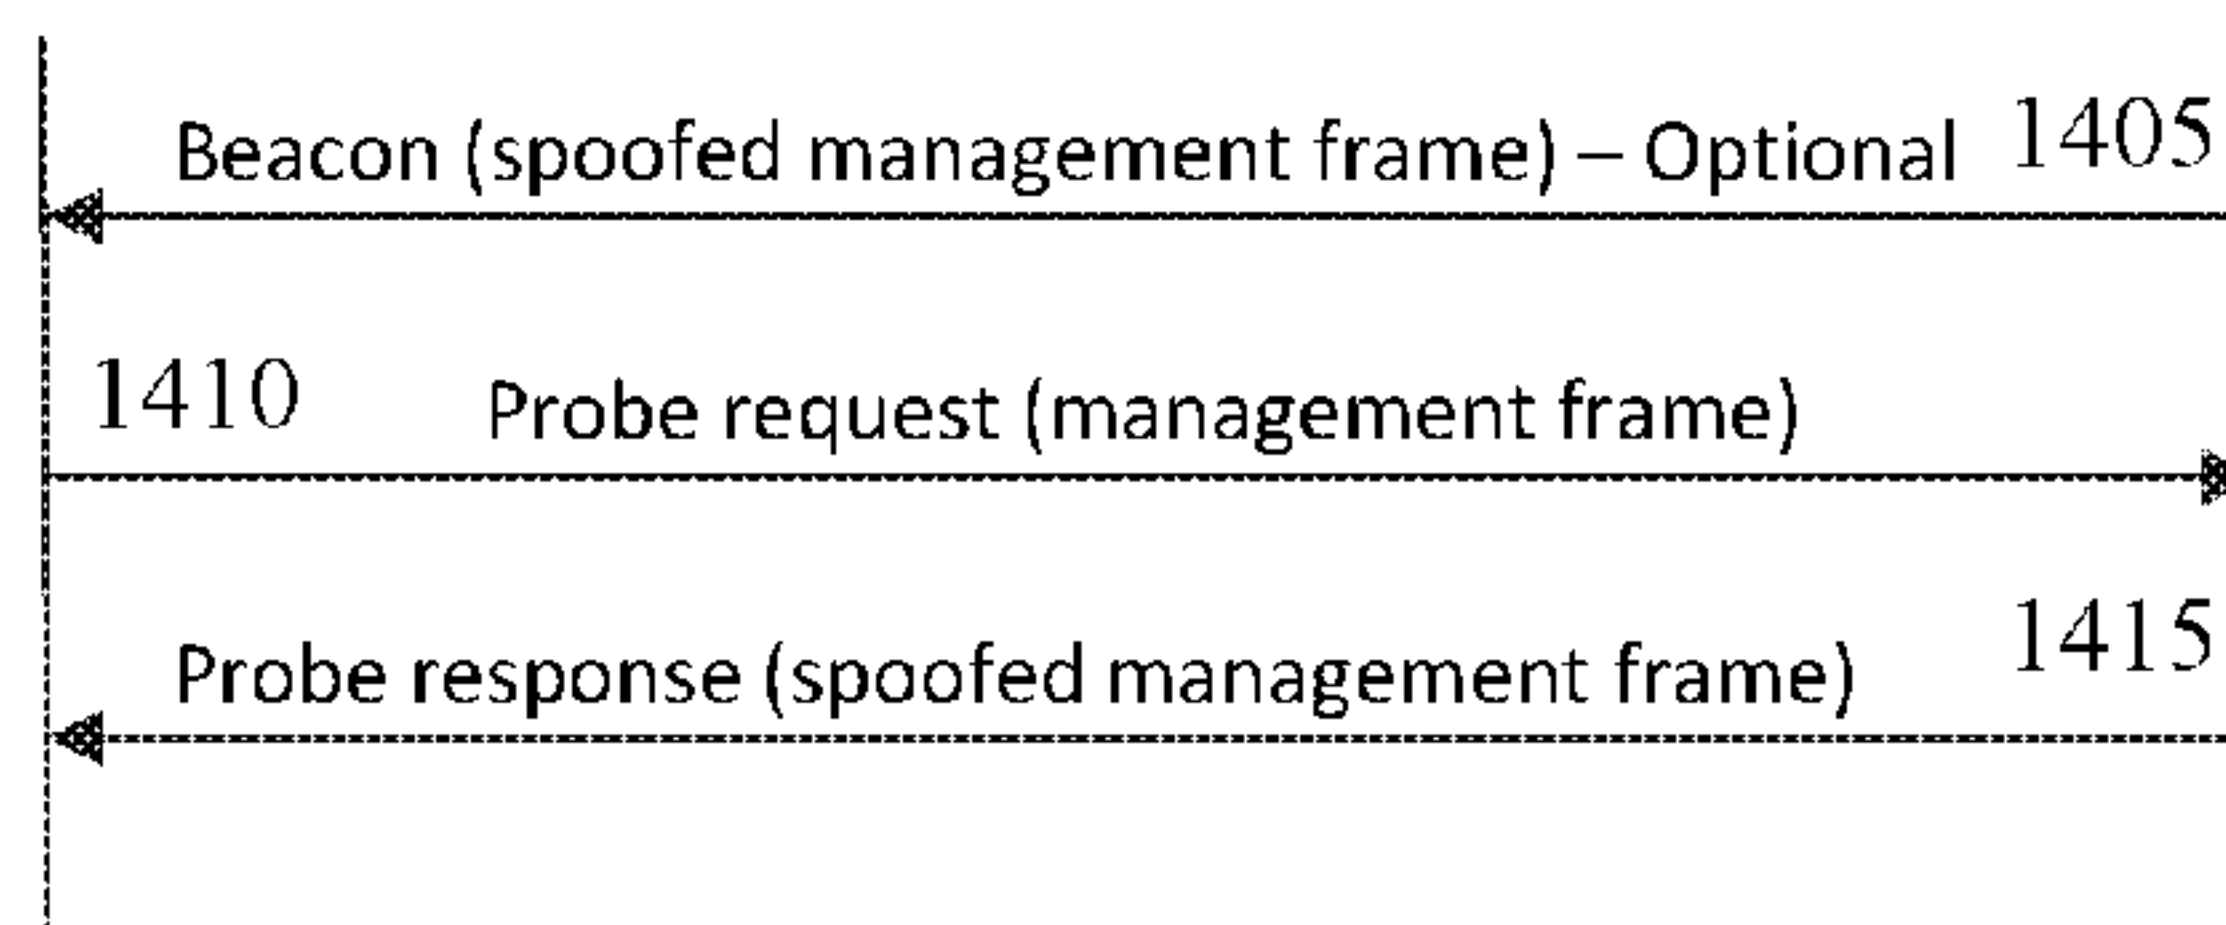 Beacon (spoofed management frame) – Optional 1405
1410 Probe request (management frame)
Probe response (spoofed management frame) 1415